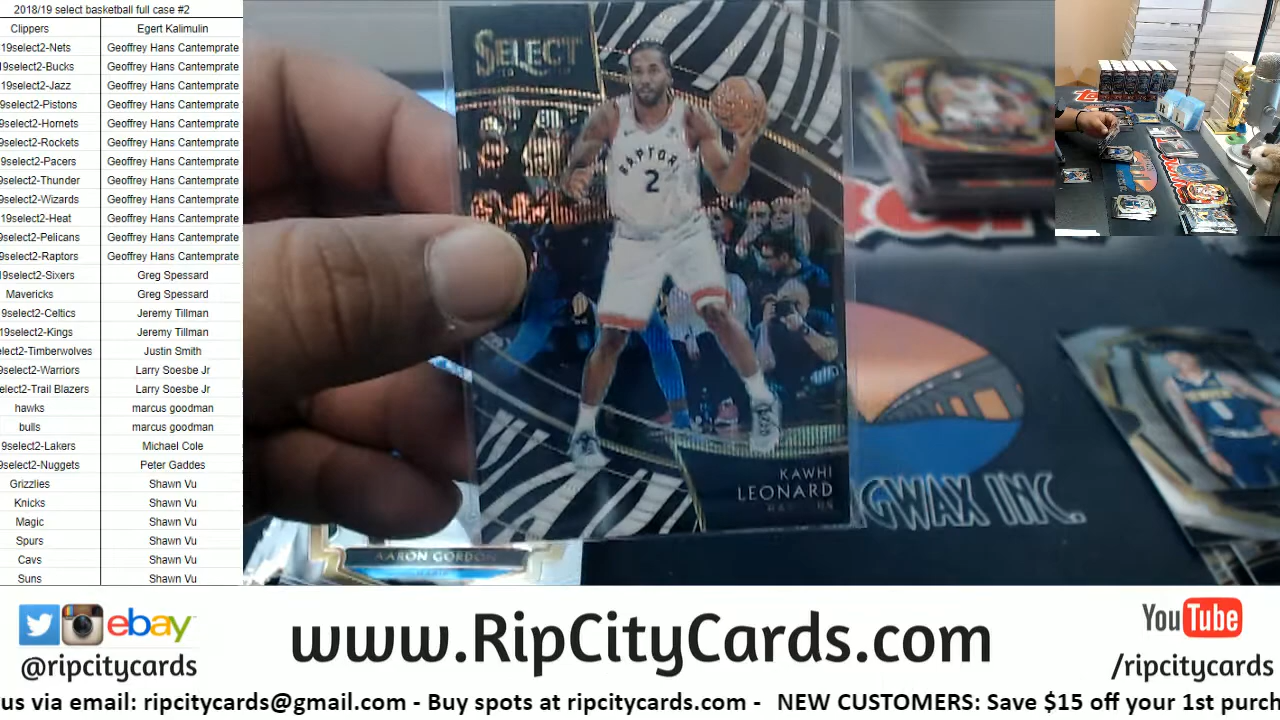 2018/19 select basketball full case #2
Clippers Egert Kalimulin
19select2-Nets Geoffrey Hans Cantemprate
9select2-Bucks Geoffrey Hans Cantemprate
19select2-Jazz Geoffrey Hans Cantemprate
9select2-Pistons Geoffrey Hans Cantemprate
9select2-Hornets Geoffrey Hans Cantemprate
9select2-Rockets Geoffrey Hans Cantemprate
9select2-Pacers Geoffrey Hans Cantemprate
9select2-Thunder Geoffrey Hans Cantemprate
9select2-Wizards Geoffrey Hans Cantemprate
19select2-Heat Geoffrey Hans Cantemprate
9select2-Pelicans Geoffrey Hans Cantemprate
9select2-Raptors Geoffrey Hans Cantemprate
19select2-Sixers Greg Spessard
Mavericks Greg Spessard
9select2-Celtics Jeremy Tillman
19select2-Kings Jeremy Tillman
elect2-Timberwolves Justin Smith
9select2-Warriors Larry Soesbe Jr
elect2-Trail Blazers Larry Soesbe Jr
hawks marcus goodman
bulls marcus goodman
9select2-Lakers Michael Cole
9select2-Nuggets Peter Gaddes
Grizzlies Shawn Vu
Knicks Shawn Vu
Magic Shawn Vu
Spurs Shawn Vu
Cavs Shawn Vu
Suns Shawn Vu
SELECT
RAPTORS
2
KAWHI
LEONARD
AARON GORDON
MAGIC
GWAX INC.
ebay
@ripcitycards
www.RipCityCards.com
YouTube
/ripcitycards
us via email: ripcitycards@gmail.com - Buy spots at ripcitycards.com - NEW CUSTOMERS: Save $15 off your 1st purch